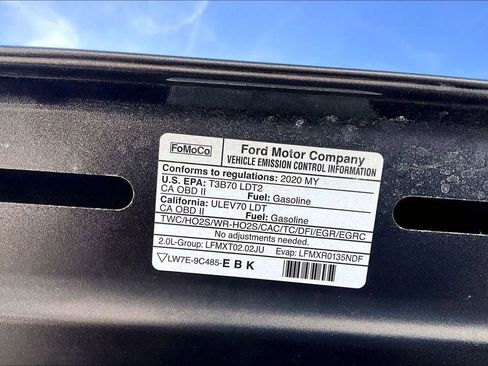 FoMoCo
Ford Motor Company
VEHICLE EMISSION CONTROL INFORMATION
Conforms to regulations: 2020 MY
U.S. EPA: T3B70 LDT2
CA OBD II Fuel: Gasoline
California: ULEV70 LDT
CA OBD II Fuel: Gasoline
TWC/HO2S/WR-HO2S/CAC/TC/DFI/EGR/EGRC
No adjustments needed.
2.0L-Group: LFMXT02.02JU Evap: LFMXR0135NDF
LW7E-9C485-EBK